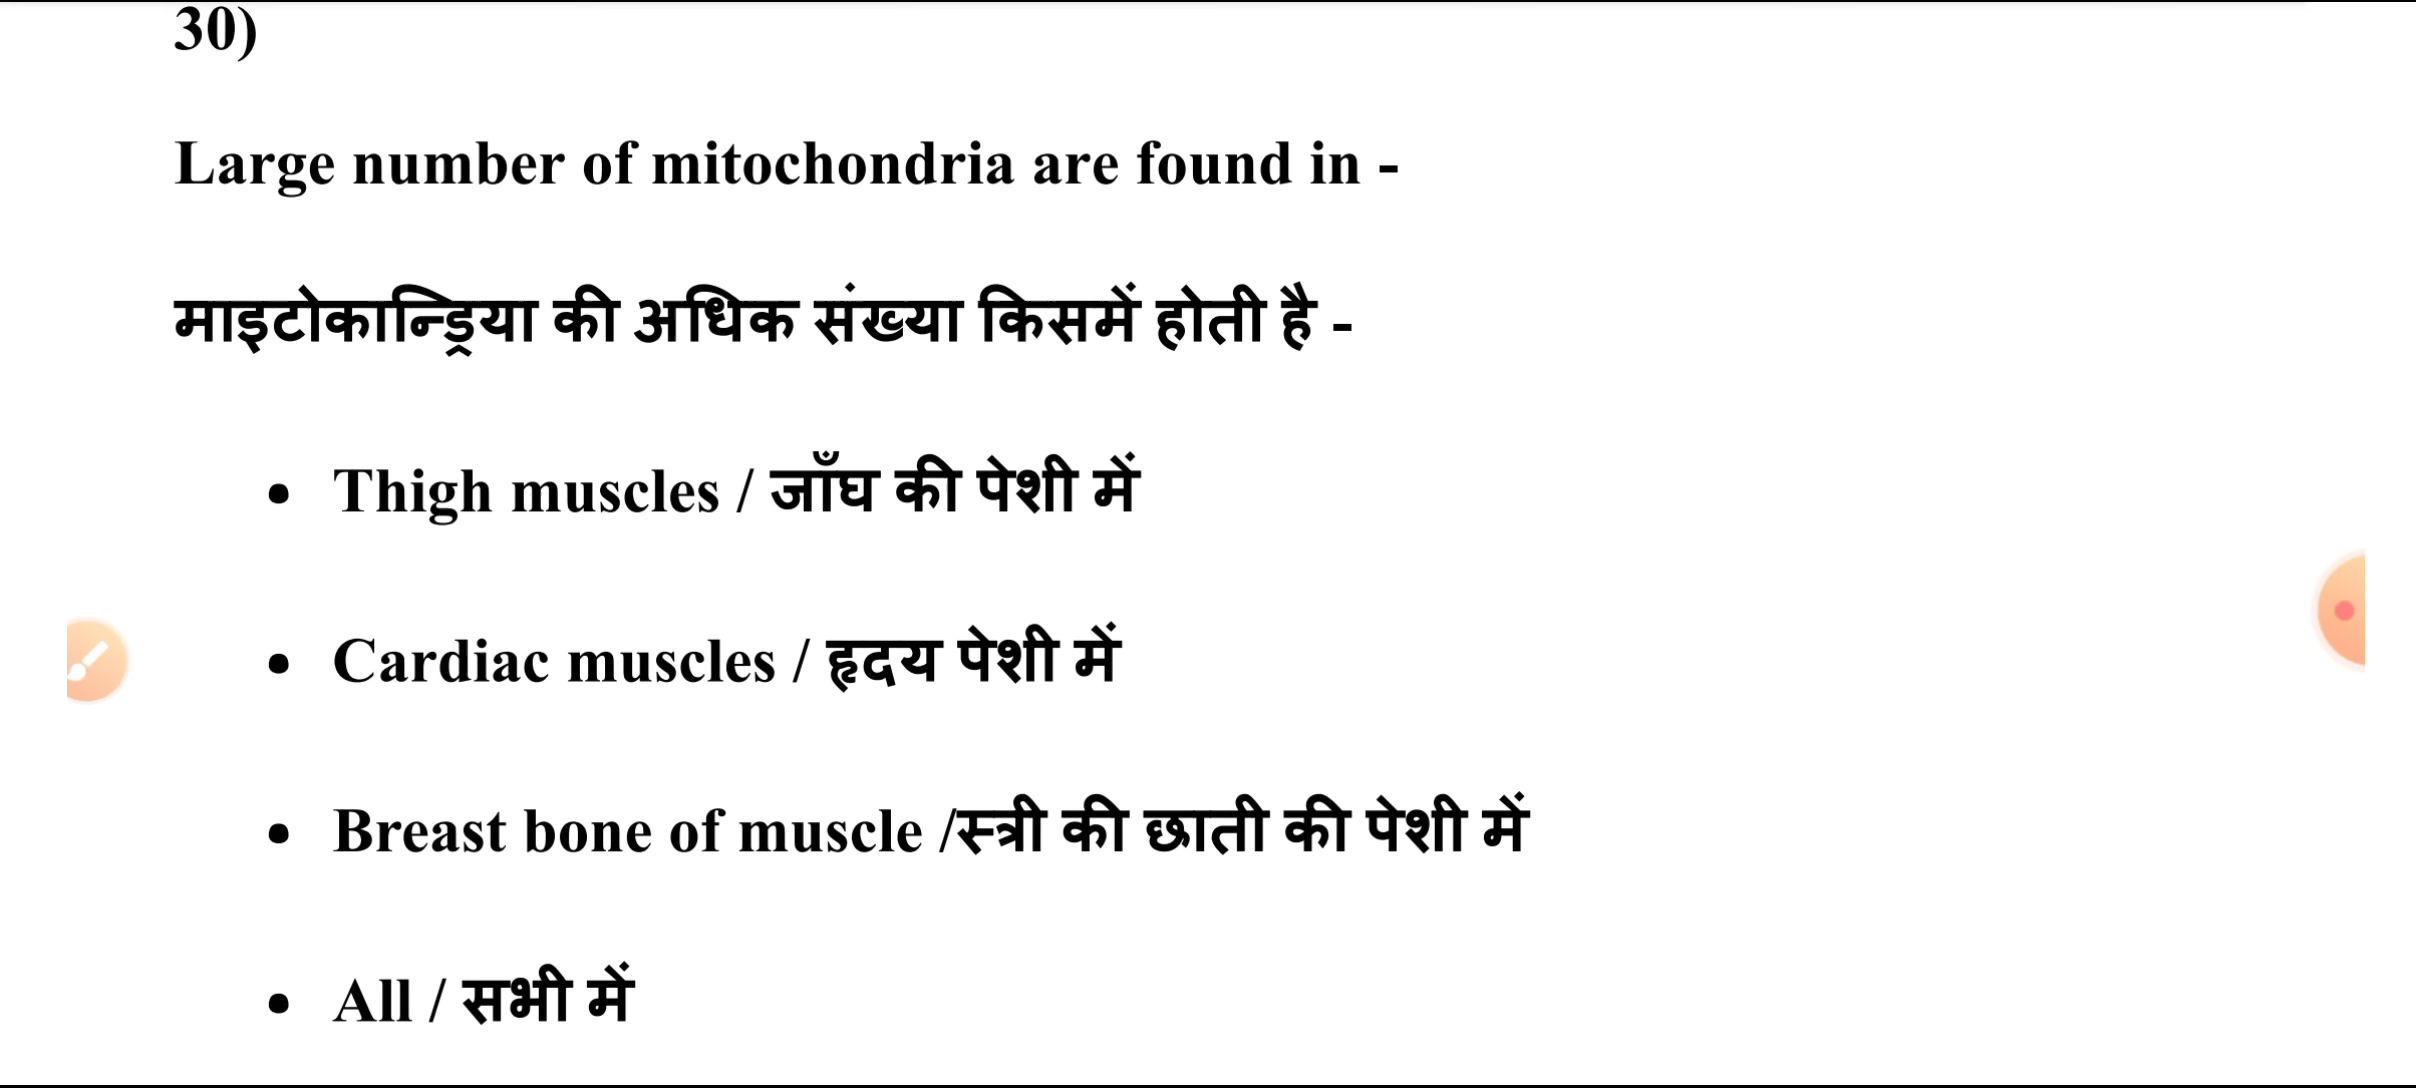 30)
Large number of mitochondria are found in -
माइटोकान्ड्रिया की अधिक संख्या किसमें होती है -
• Thigh muscles / जाँघ की पेशी में
• Cardiac muscles / हृदय पेशी में
• Breast bone of muscle /स्त्री की छाती की पेशी में
• All / सभी में